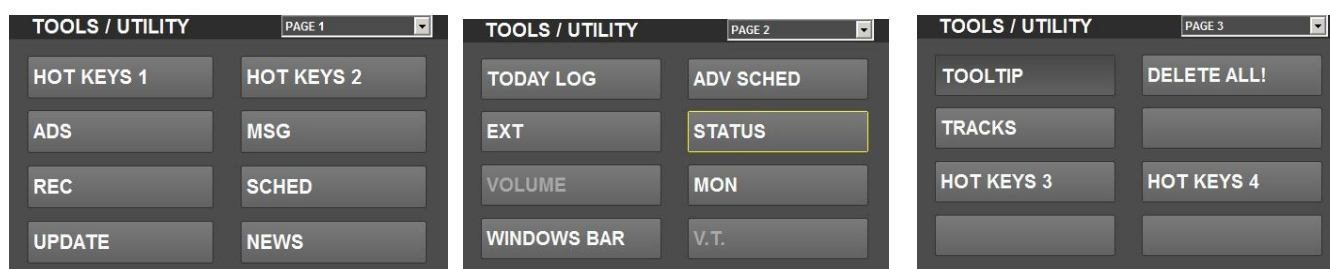 TOOLS / UTILITY PAGE 1
HOT KEYS 1 HOT KEYS 2
ADS MSG
REC SCHED
UPDATE NEWS
TOOLS / UTILITY PAGE 2
TODAY LOG ADV SCHED
EXT STATUS
VOLUME MON
WINDOWS BAR V.T.
TOOLS / UTILITY PAGE 3
TOOLTIP DELETE ALL!
TRACKS
HOT KEYS 3 HOT KEYS 4